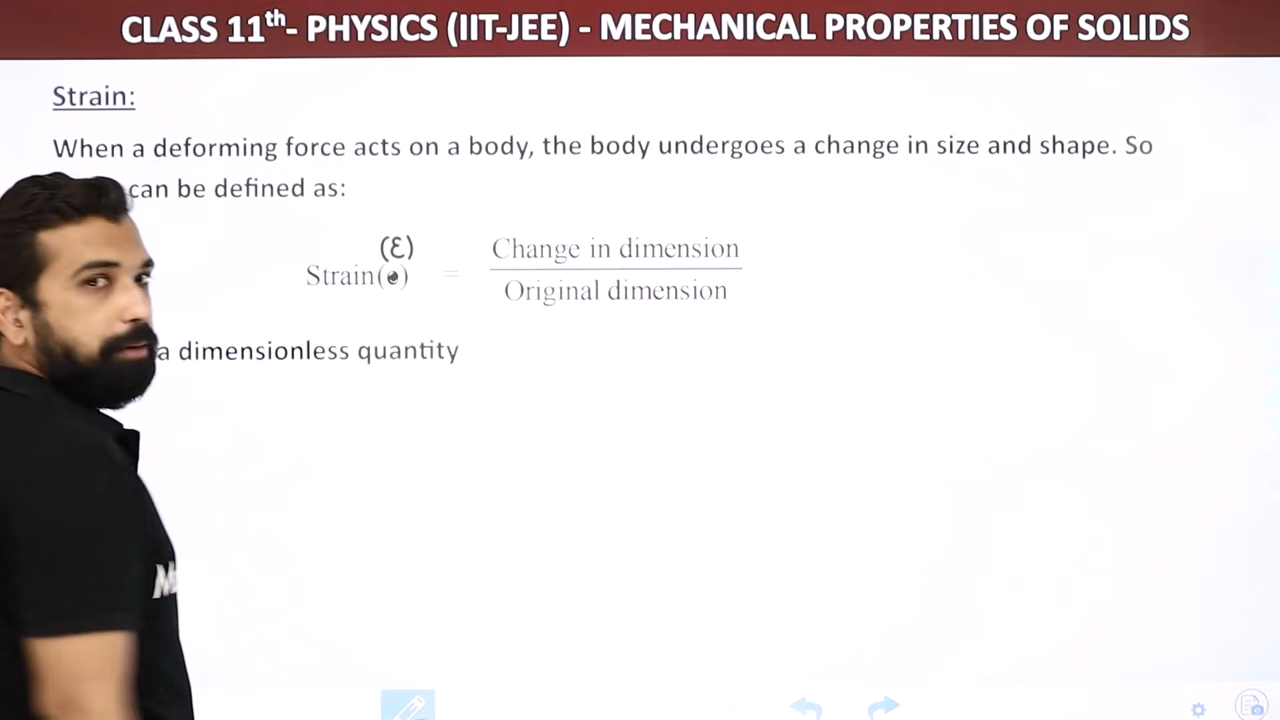 CLASS 11th- PHYSICS (IIT-JEE) - MECHANICAL PROPERTIES OF SOLIDS
Strain:
When a deforming force acts on a body, the body undergoes a change in size and shape. So
can be defined as:
(ε)
Strain( ) = Change in dimension
Original dimension
a dimensionless quantity